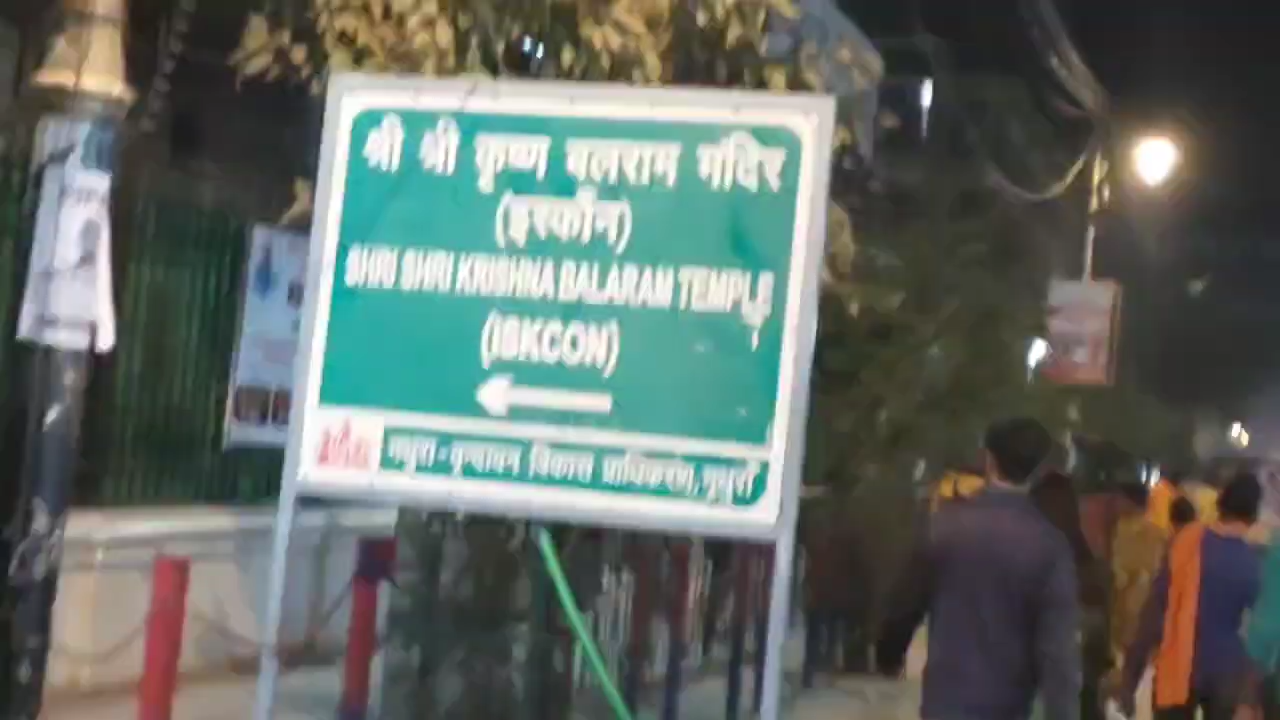 श्री श्री कृष्ण बलराम मंदिर
(इस्कॉन)
SHRI SHRI KRISHNA BALARAM TEMPLE
(ISKCON)
मथुरा-वृन्दावन विकास प्राधिकरण, मथुरा